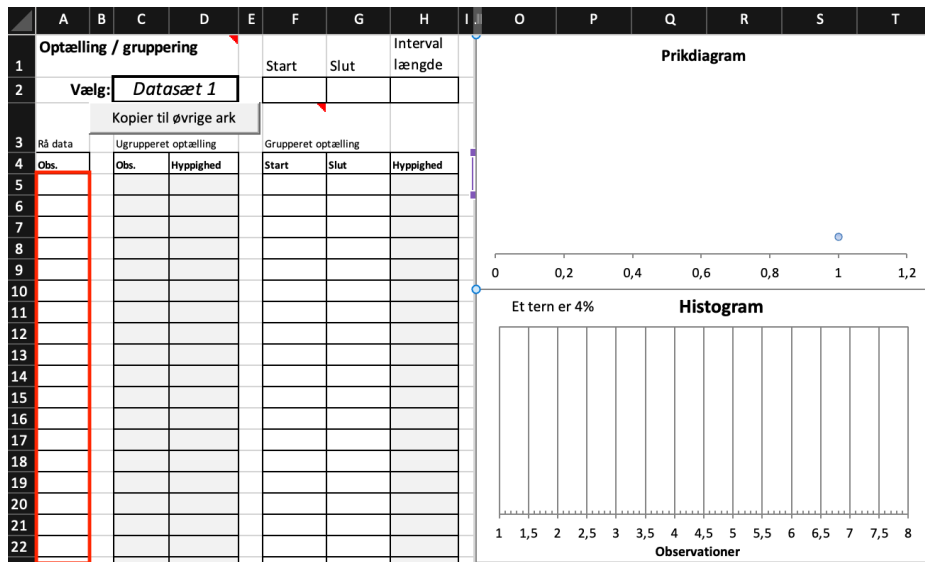 A B C D E F G H I J O P Q R S T
1 Optælling / gruppering Start Slut Interval længde
2 Vælg: Datasæt 1
Kopier til øvrige ark
3 Rå data Ugrupperet optælling Grupperet optælling
4 Obs. Obs. Hyppighed Start Slut Hyppighed
5
6
7
8
9
10
11
12
13
14
15
16
17
18
19
20
21
22
Prikdiagram
0 0,2 0,4 0,6 0,8 1 1,2
Et tern er 4% Histogram
1 1,5 2 2,5 3 3,5 4 4,5 5 5,5 6 6,5 7 7,5 8
Observationer